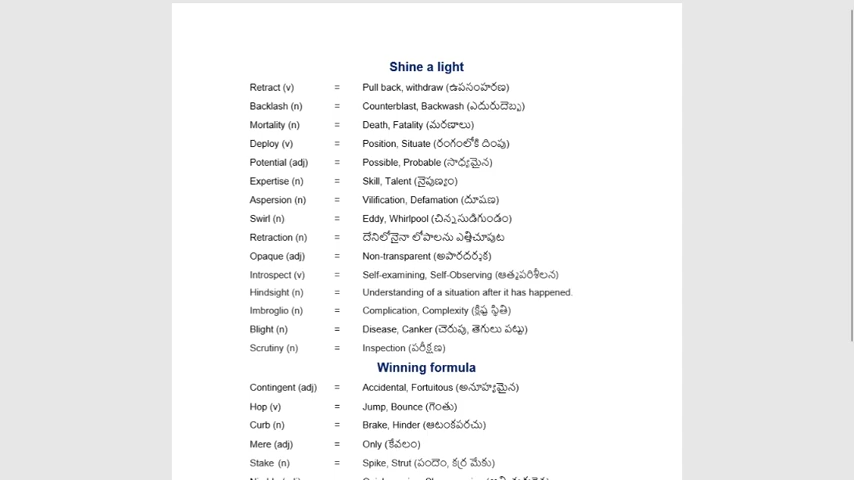 Shine a light
Retract (v) = Pull back, withdraw (ఉపసంహరణ)
Backlash (n) = Counterblast, Backwash (ఎదురుదెబ్బ)
Mortality (n) = Death, Fatality (మరణాలు)
Deploy (v) = Position, Situate (రంగంలోకి దింపు)
Potential (adj) = Possible, Probable (సాధ్యమైన)
Expertise (n) = Skill, Talent (నైపుణ్యం)
Aspersion (n) = Vilification, Defamation (దూషణ)
Swirl (n) = Eddy, Whirlpool (చిన్నసుడిగుండం)
Retraction (n) = దేనిలోనైనా లోపాలను ఎత్తిచూపుట
Opaque (adj) = Non-transparent (అపారదర్శక)
Introspect (v) = Self-examining, Self-Observing (ఆత్మపరిశీలన)
Hindsight (n) = Understanding of a situation after it has happened.
Imbroglio (n) = Complication, Complexity (క్లిష్ట స్థితి)
Blight (n) = Disease, Canker (చెరుపు, తెగులు పట్టు)
Scrutiny (n) = Inspection (పరీక్షణ)
Winning formula
Contingent (adj) = Accidental, Fortuitous (అనూహ్యమైన)
Hop (v) = Jump, Bounce (గెంతు)
Curb (n) = Brake, Hinder (ఆటంకపరచు)
Mere (adj) = Only (కేవలం)
Stake (n) = Spike, Strut (పందెం, కర్ర మేకు)